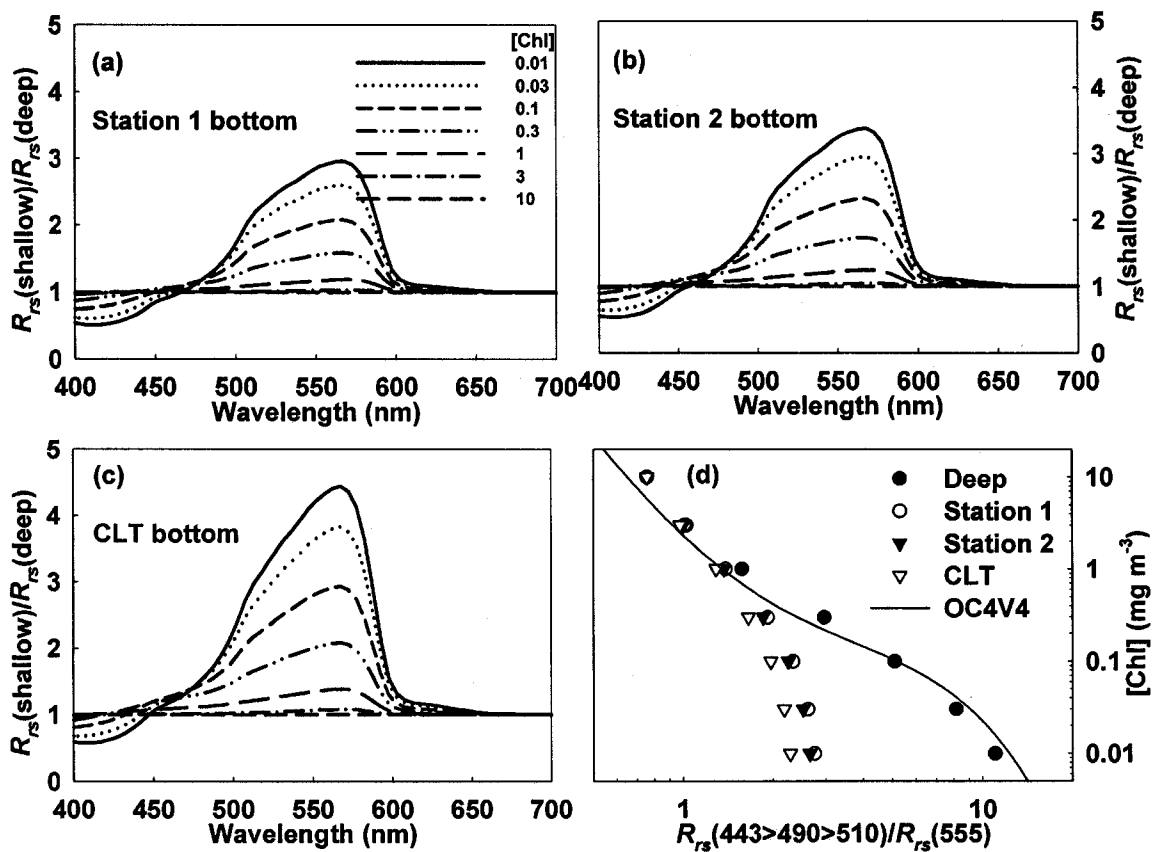 5
4
3
2
1
0
R_rs(shallow)/R_rs(deep)
(a)
Station 1 bottom
[Chl]
0.01
0.03
0.1
0.3
1
3
10
400 450 500 550 600 650 700
Wavelength (nm)
(b)
Station 2 bottom
5
4
3
2
1
0
R_rs(shallow)/R_rs(deep)
400 450 500 550 600 650 700
Wavelength (nm)
5
4
3
2
1
0
R_rs(shallow)/R_rs(deep)
(c)
CLT bottom
400 450 500 550 600 650 700
Wavelength (nm)
(d)
Deep
Station 1
Station 2
CLT
OC4V4
10
1
0.1
0.01
[Chl] (mg m⁻³)
1 10
R_rs(443>490>510)/R_rs(555)